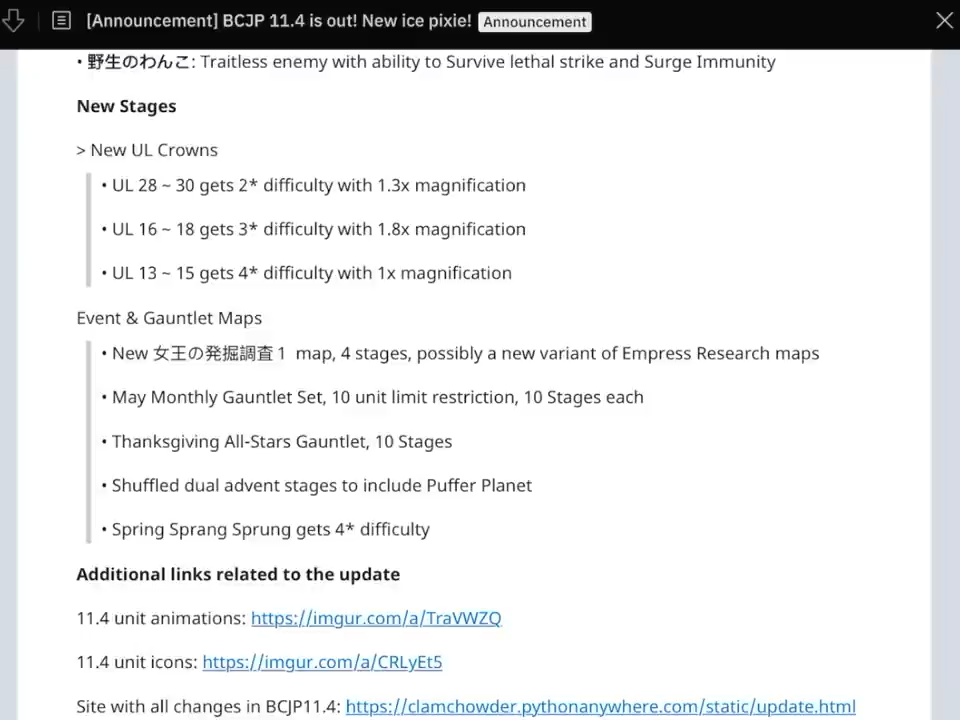 [Announcement] BCJP 11.4 is out! New ice pixie! Announcement
• 野生のわんこ: Traitless enemy with ability to Survive lethal strike and Surge Immunity
New Stages
> New UL Crowns
• UL 28 ~ 30 gets 2* difficulty with 1.3x magnification
• UL 16 ~ 18 gets 3* difficulty with 1.8x magnification
• UL 13 ~ 15 gets 4* difficulty with 1x magnification
Event & Gauntlet Maps
• New 女王の発掘調査1 map, 4 stages, possibly a new variant of Empress Research maps
• May Monthly Gauntlet Set, 10 unit limit restriction, 10 Stages each
• Thanksgiving All-Stars Gauntlet, 10 Stages
• Shuffled dual advent stages to include Puffer Planet
• Spring Sprang Sprung gets 4* difficulty
Additional links related to the update
11.4 unit animations: https://imgur.com/a/TraVWZQ
11.4 unit icons: https://imgur.com/a/CRLyEt5
Site with all changes in BCJP11.4: https://clamchowder.pythonanywhere.com/static/update.html